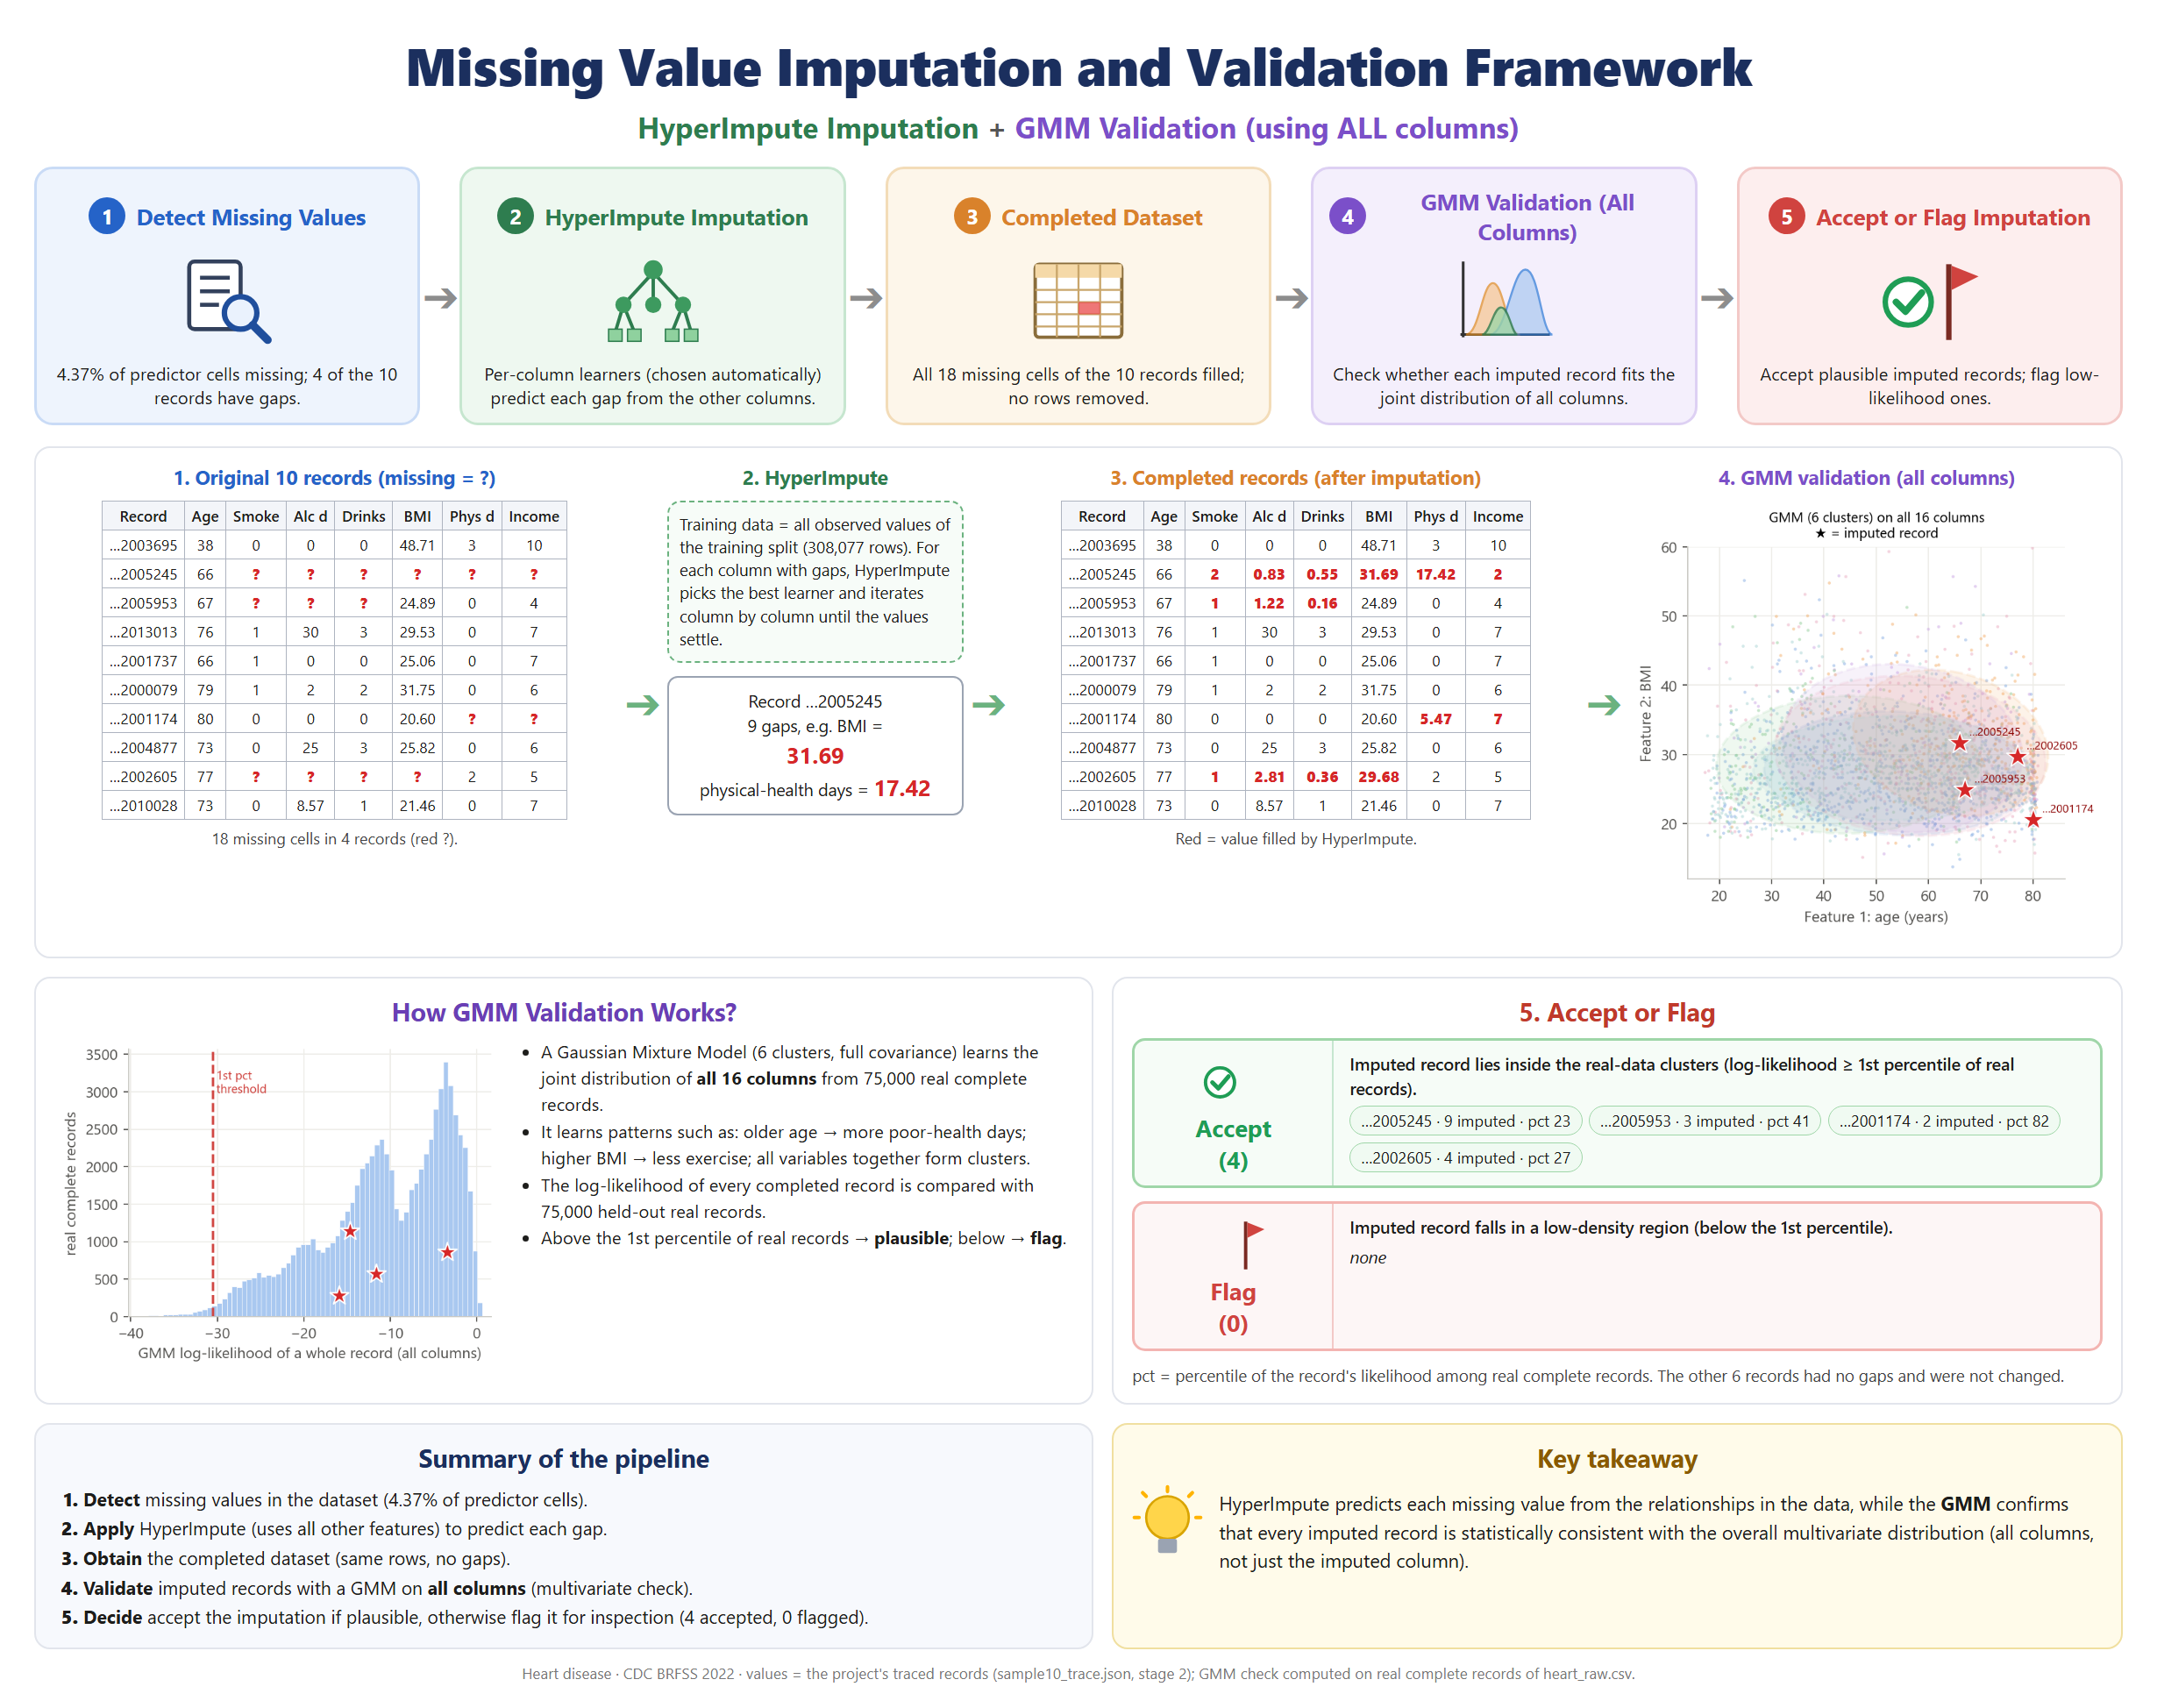 Missing Value Imputation and Validation Framework
HyperImpute Imputation + GMM Validation (using ALL columns)
1 Detect Missing Values
4.37% of predictor cells missing; 4 of the 10
records have gaps.
2 HyperImpute Imputation
Per-column learners (chosen automatically)
predict each gap from the other columns.
3 Completed Dataset
All 18 missing cells of the 10 records filled;
no rows removed.
4 GMM Validation (All
Columns)
Check whether each imputed record fits the
joint distribution of all columns.
5 Accept or Flag Imputation
Accept plausible imputed records; flag low-
likelihood ones.
1. Original 10 records (missing = ?)
Record Age Smoke Alc d Drinks BMI Phys d Income
...2003695 38 0 0 0 48.71 3 10
...2005245 66 ? ? ? ? ? ?
...2005953 67 ? ? ? 24.89 0 4
...2013013 76 1 30 3 29.53 0 7
...2001737 66 1 0 0 25.06 0 7
...2000079 79 1 2 2 31.75 0 6
...2001174 80 0 0 0 20.60 ? ?
...2004877 73 0 25 3 25.82 0 6
...2002605 77 ? ? ? ? 2 5
...2010028 73 0 8.57 1 21.46 0 7
18 missing cells in 4 records (red ?).
2. HyperImpute
Training data = all observed values of
the training split (308,077 rows). For
each column with gaps, HyperImpute
picks the best learner and iterates
column by column until the values
settle.
Record ...2005245
9 gaps, e.g. BMI =
31.69
physical-health days = 17.42
3. Completed records (after imputation)
Record Age Smoke Alc d Drinks BMI Phys d Income
...2003695 38 0 0 0 48.71 3 10
...2005245 66 2 0.83 0.55 31.69 17.42 2
...2005953 67 1 1.22 0.16 24.89 0 4
...2013013 76 1 30 3 29.53 0 7
...2001737 66 1 0 0 25.06 0 7
...2000079 79 1 2 2 31.75 0 6
...2001174 80 0 0 0 20.60 5.47 7
...2004877 73 0 25 3 25.82 0 6
...2002605 77 1 2.81 0.36 29.68 2 5
...2010028 73 0 8.57 1 21.46 0 7
Red = value filled by HyperImpute.
4. GMM validation (all columns)
GMM (6 clusters) on all 16 columns
★ = imputed record
60
50
40
30
20
Feature 2: BMI
...2005245
...2002605
...2005953
...2001174
20 30 40 50 60 70 80
Feature 1: age (years)
How GMM Validation Works?
3500
3000
2500
2000
1500
1000
500
0
real complete records
1st pct
threshold
−40 −30 −20 −10 0
GMM log-likelihood of a whole record (all columns)
• A Gaussian Mixture Model (6 clusters, full covariance) learns the
joint distribution of all 16 columns from 75,000 real complete
records.
• It learns patterns such as: older age → more poor-health days;
higher BMI → less exercise; all variables together form clusters.
• The log-likelihood of every completed record is compared with
75,000 held-out real records.
• Above the 1st percentile of real records → plausible; below → flag.
5. Accept or Flag
Accept
(4)
Imputed record lies inside the real-data clusters (log-likelihood ≥ 1st percentile of real
records).
...2005245 · 9 imputed · pct 23 ...2005953 · 3 imputed · pct 41 ...2001174 · 2 imputed · pct 82
...2002605 · 4 imputed · pct 27
Flag
(0)
Imputed record falls in a low-density region (below the 1st percentile).
none
pct = percentile of the record's likelihood among real complete records. The other 6 records had no gaps and were not changed.
Summary of the pipeline
1. Detect missing values in the dataset (4.37% of predictor cells).
2. Apply HyperImpute (uses all other features) to predict each gap.
3. Obtain the completed dataset (same rows, no gaps).
4. Validate imputed records with a GMM on all columns (multivariate check).
5. Decide accept the imputation if plausible, otherwise flag it for inspection (4 accepted, 0 flagged).
Key takeaway
HyperImpute predicts each missing value from the relationships in the data, while the GMM confirms
that every imputed record is statistically consistent with the overall multivariate distribution (all columns,
not just the imputed column).
Heart disease · CDC BRFSS 2022 · values = the project's traced records (sample10_trace.json, stage 2); GMM check computed on real complete records of heart_raw.csv.